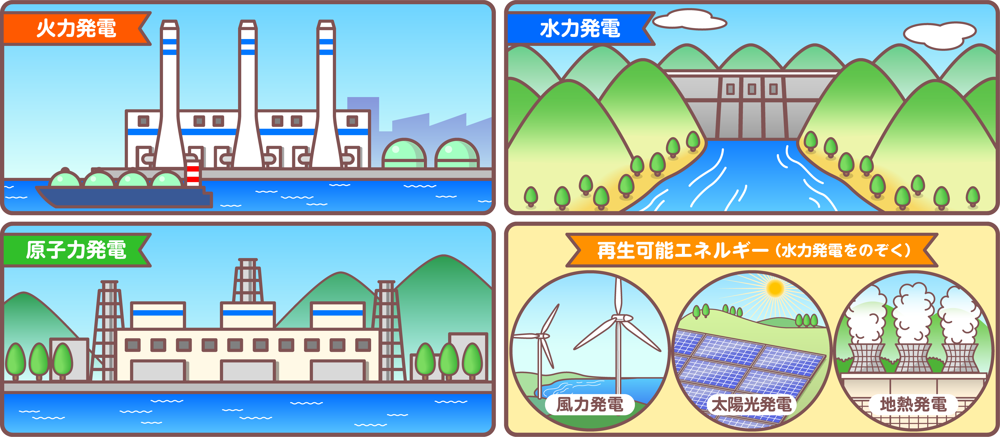 火力発電
水力発電
原子力発電
再生可能エネルギー（水力発電をのぞく）
風力発電
太陽光発電
地熱発電